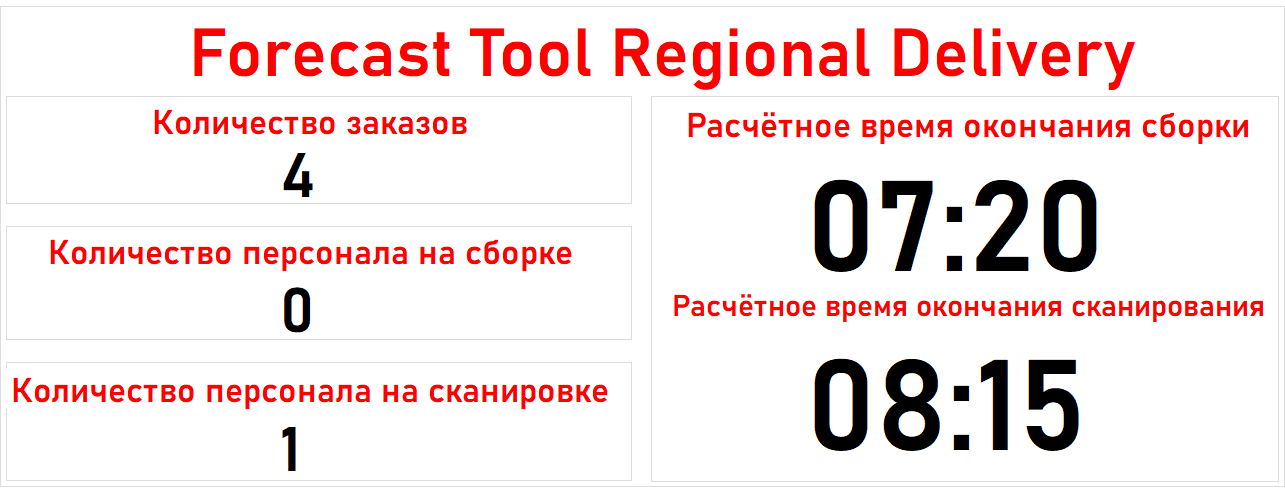 Forecast Tool Regional Delivery
Количество заказов
4
Количество персонала на сборке
0
Количество персонала на сканировке
1
Расчётное время окончания сборки
07:20
Расчётное время окончания сканирования
08:15